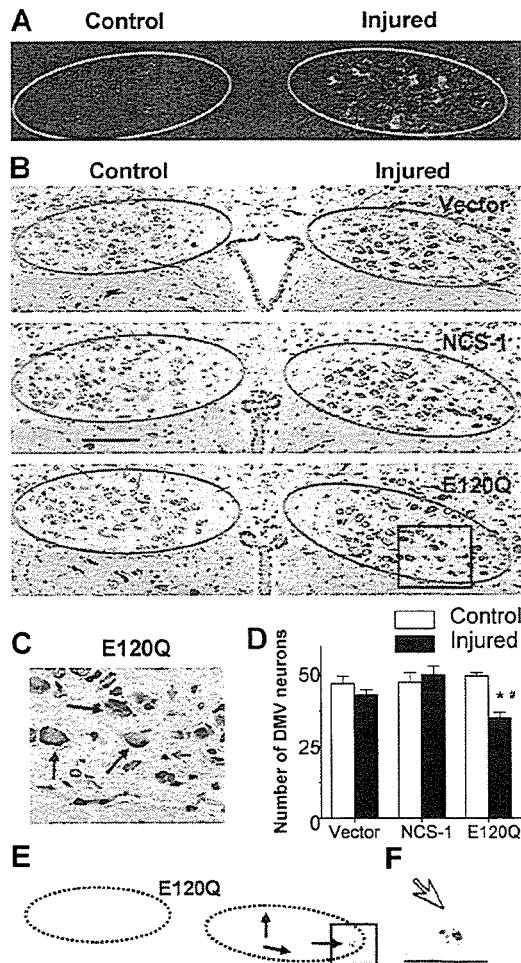 A
Control Injured
B
Control Injured
Vector
NCS-1
E120Q
C
E120Q
D
Control
Injured
Number of DMV neurons
50
25
0
* #
Vector NCS-1 E120Q
E
E120Q
F